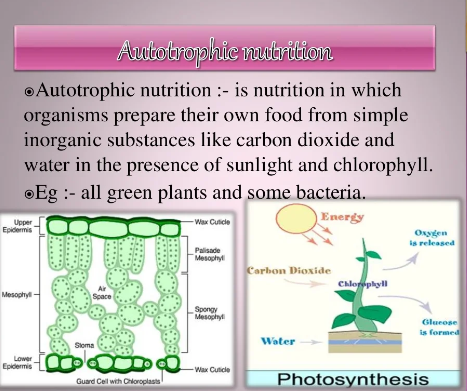 Autotrophic nutrition
Autotrophic nutrition :- is nutrition in which
organisms prepare their own food from simple
inorganic substances like carbon dioxide and
water in the presence of sunlight and chlorophyll.
Eg :- all green plants and some bacteria.
Upper
Epidermis
Wax Cuticle
Palisade
Mesophyll
Mesophyll
Air
Space
Spongy
Mesophyll
Stoma
Lower
Epidermis
Wax Cuticle
Guard Cell with Chloroplasts
Energy
Oxygen
is released
Carbon Dioxide
Chlorophyll
Glucose
is formed
Water
Photosynthesis